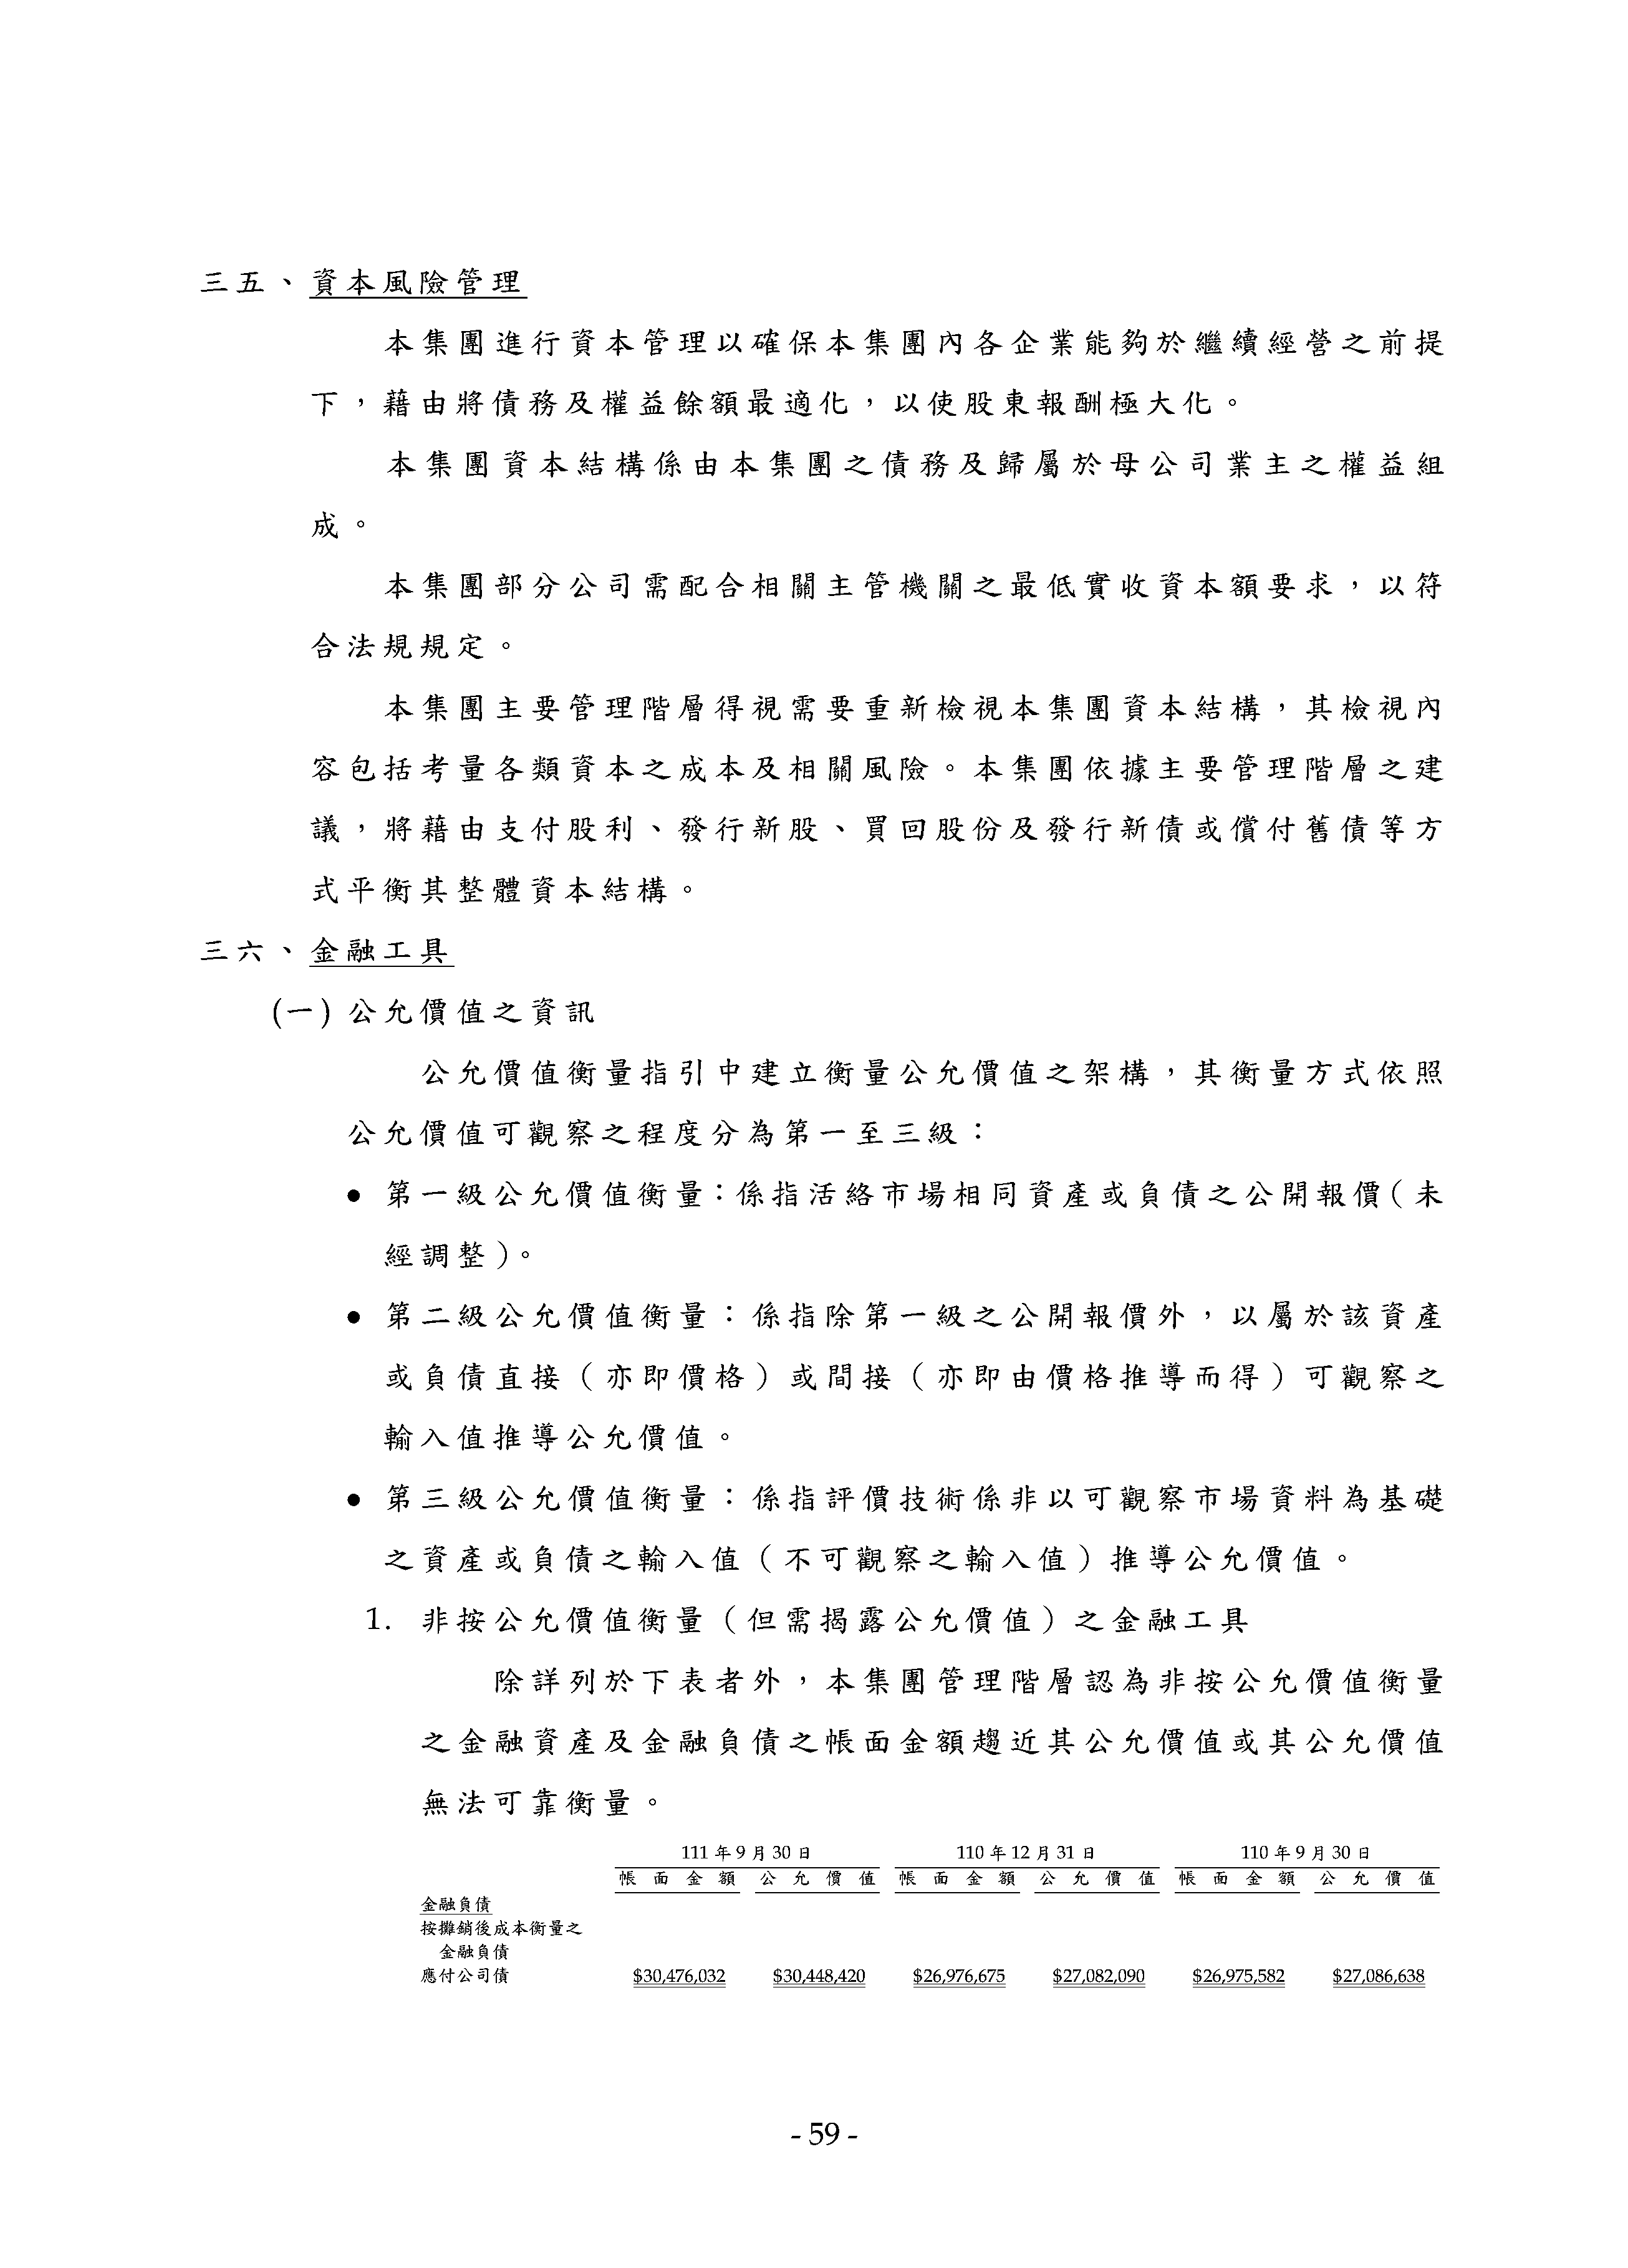 三五、資本風險管理
本集團進行資本管理以確保本集團內各企業能夠於繼續經營之前提
下，藉由將債務及權益餘額最適化，以使股東報酬極大化。
本集團資本結構係由本集團之債務及歸屬於母公司業主之權益組
成。
本集團部分公司需配合相關主管機關之最低實收資本額要求，以符
合法規規定。
本集團主要管理階層得視需要重新檢視本集團資本結構，其檢視內
容包括考量各類資本之成本及相關風險。本集團依據主要管理階層之建
議，將藉由支付股利、發行新股、買回股份及發行新債或償付舊債等方
式平衡其整體資本結構。
三六、金融工具
(一) 公允價值之資訊
公允價值衡量指引中建立衡量公允價值之架構，其衡量方式依照
公允價值可觀察之程度分為第一至三級：
● 第一級公允價值衡量：係指活絡市場相同資產或負債之公開報價（未
經調整）。
● 第二級公允價值衡量：係指除第一級之公開報價外，以屬於該資產
或負債直接（亦即價格）或間接（亦即由價格推導而得）可觀察之
輸入值推導公允價值。
● 第三級公允價值衡量：係指評價技術係非以可觀察市場資料為基礎
之資產或負債之輸入值（不可觀察之輸入值）推導公允價值。
1. 非按公允價值衡量（但需揭露公允價值）之金融工具
除詳列於下表者外，本集團管理階層認為非按公允價值衡量
之金融資產及金融負債之帳面金額趨近其公允價值或其公允價值
無法可靠衡量。
111年9月30日 110年12月31日 110年9月30日
帳面金額 公允價值 帳面金額 公允價值 帳面金額 公允價值
金融負債
按攤銷後成本衡量之
金融負債
應付公司債 $30,476,032 $30,448,420 $26,976,675 $27,082,090 $26,975,582 $27,086,638
- 59 -